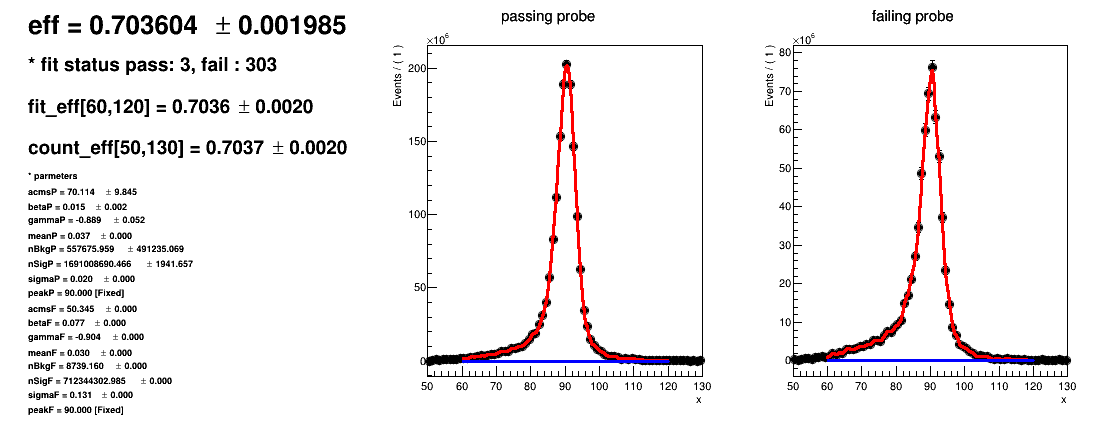 eff = 0.703604 ± 0.001985
* fit status pass: 3, fail : 303
fit_eff[60,120] = 0.7036 ± 0.0020
count_eff[50,130] = 0.7037 ± 0.0020
* parmeters
acmsP = 70.114 ± 9.845
betaP = 0.015 ± 0.002
gammaP = -0.889 ± 0.052
meanP = 0.037 ± 0.000
nBkgP = 557675.959 ± 491235.069
nSigP = 1691008690.466 ± 1941.657
sigmaP = 0.020 ± 0.000
peakP = 90.000 [Fixed]
acmsF = 50.345 ± 0.000
betaF = 0.077 ± 0.000
gammaF = -0.904 ± 0.000
meanF = 0.030 ± 0.000
nBkgF = 8739.160 ± 0.000
nSigF = 712344302.985 ± 0.000
sigmaF = 0.131 ± 0.000
peakF = 90.000 [Fixed]
passing probe
×10⁶
Events / ( 1 )
200
150
100
50
0
50 60 70 80 90 100 110 120 130
x
failing probe
×10⁶
Events / ( 1 )
80
70
60
50
40
30
20
10
0
50 60 70 80 90 100 110 120 130
x